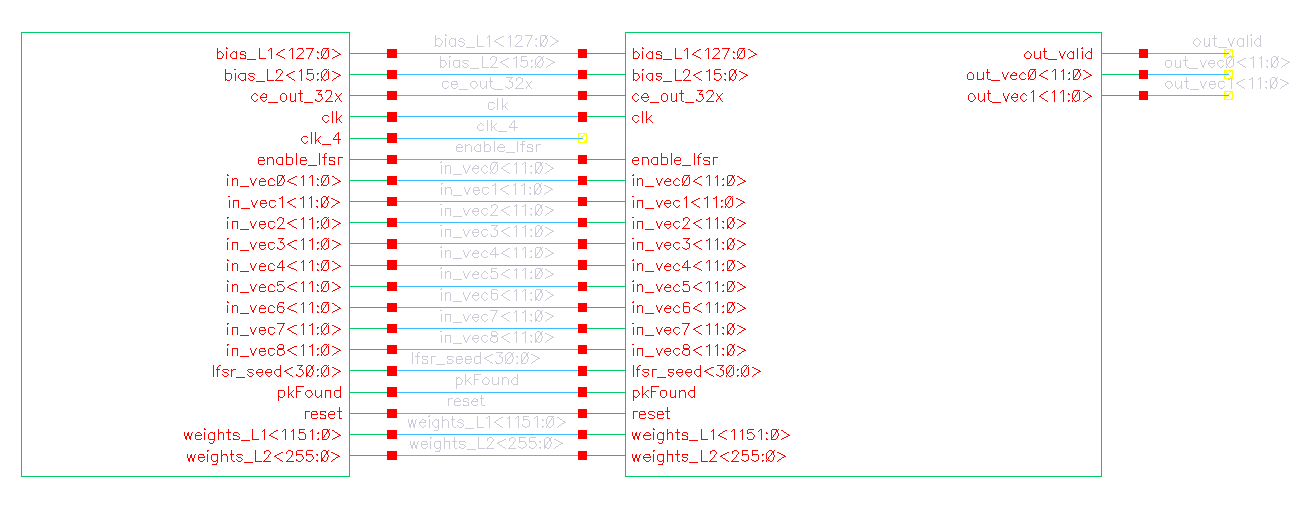 bias_L1<127:0> bias_L1<127:0> bias_L1<127:0> out_valid out_valid
bias_L2<15:0> bias_L2<15:0> bias_L2<15:0> out_vec0<11:0> out_vec0<11:0>
ce_out_32x ce_out_32x ce_out_32x out_vec1<11:0> out_vec1<11:0>
clk clk clk
clk_4 clk_4
enable_lfsr enable_lfsr enable_lfsr
in_vec0<11:0> in_vec0<11:0> in_vec0<11:0>
in_vec1<11:0> in_vec1<11:0> in_vec1<11:0>
in_vec2<11:0> in_vec2<11:0> in_vec2<11:0>
in_vec3<11:0> in_vec3<11:0> in_vec3<11:0>
in_vec4<11:0> in_vec4<11:0> in_vec4<11:0>
in_vec5<11:0> in_vec5<11:0> in_vec5<11:0>
in_vec6<11:0> in_vec6<11:0> in_vec6<11:0>
in_vec7<11:0> in_vec7<11:0> in_vec7<11:0>
in_vec8<11:0> in_vec8<11:0> in_vec8<11:0>
lfsr_seed<30:0> lfsr_seed<30:0> lfsr_seed<30:0>
pkFound pkFound pkFound
reset reset reset
weights_L1<1151:0> weights_L1<1151:0> weights_L1<1151:0>
weights_L2<255:0> weights_L2<255:0> weights_L2<255:0>